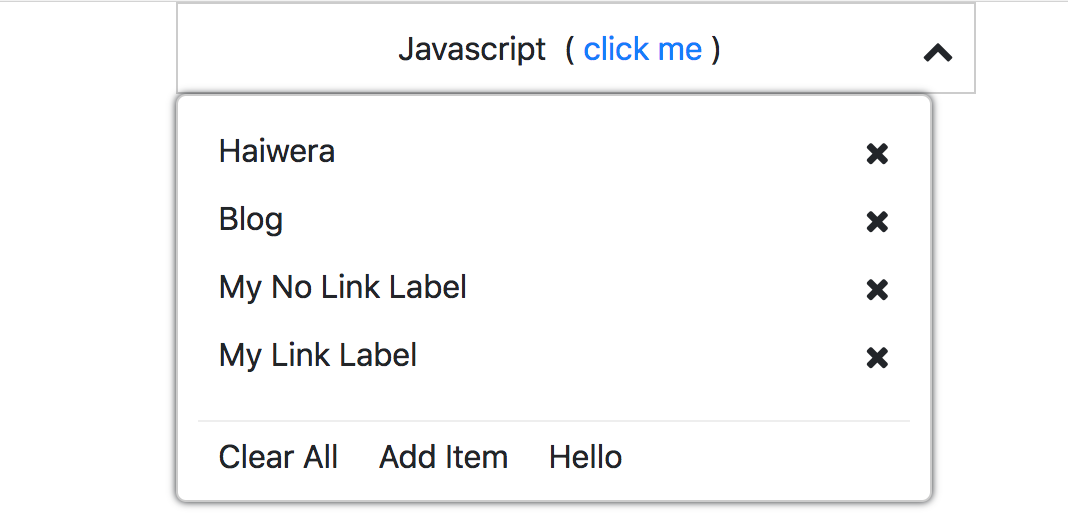 Javascript ( click me )
Haiwera
Blog
My No Link Label
My Link Label
Clear All Add Item Hello